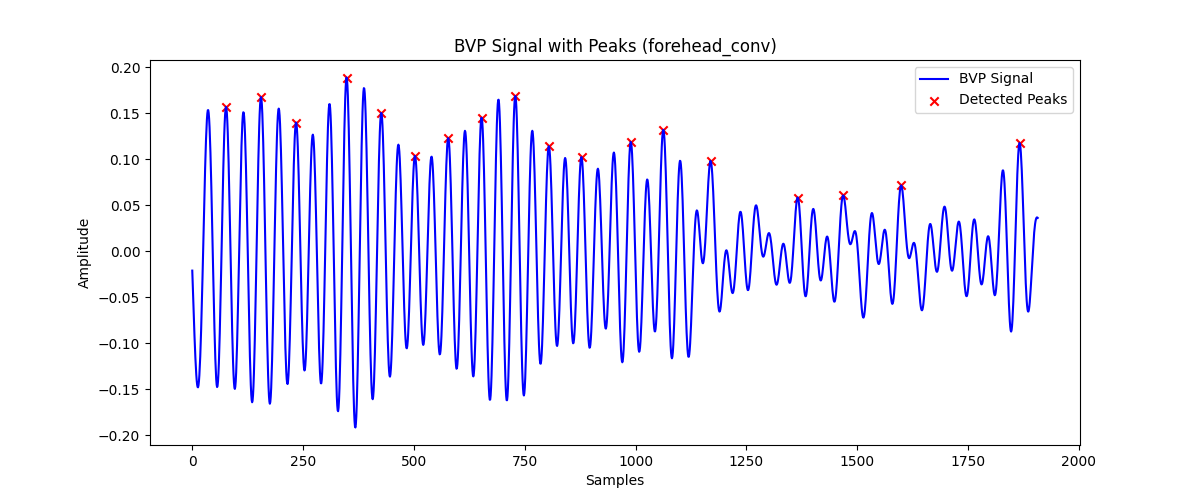 BVP Signal with Peaks (forehead_conv)
BVP Signal
Detected Peaks
Amplitude
0.20
0.15
0.10
0.05
0.00
−0.05
−0.10
−0.15
−0.20
0 250 500 750 1000 1250 1500 1750 2000
Samples